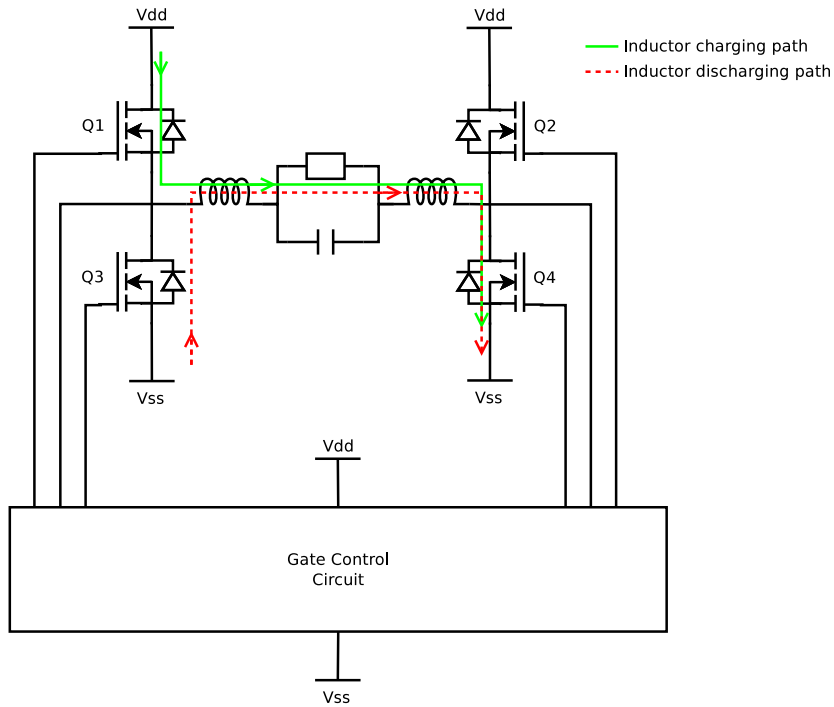 Vdd
Vdd
Inductor charging path
Inductor discharging path
Q1
Q2
Q3
Q4
Vss
Vss
Vdd
Gate Control
Circuit
Vss